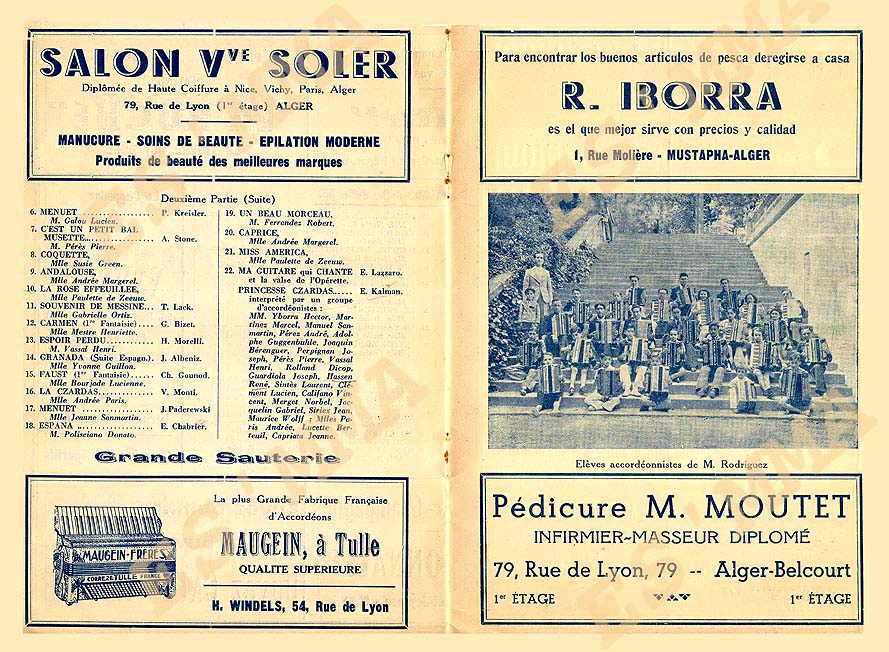 SALON Vve SOLER
Diplômée de Haute Coiffure à Nice, Vichy, Paris, Alger
79, Rue de Lyon (1er étage) ALGER
MANUCURE - SOINS DE BEAUTE - EPILATION MODERNE
Produits de beauté des meilleures marques
Deuxième Partie (Suite)
6. MENUET .................. P. Kreisler.
M. Galou Lucien.
7. C'EST UN PETIT BAL
MUSETTE................ A. Stone.
M. Pérès Pierre.
8. COQUETTE,
Mlle Susie Green.
9. ANDALOUSE,
Mlle Andrée Margerel.
10. LA ROSE EFFEUILLEE,
Mlle Paulette de Zeeuw.
11. SOUVENIR DE MESSINE... T. Lack.
Mlle Gabrielle Ortiz.
12. CARMEN (1re Fantaisie).... G. Bizet.
Mlle Mestre Henriette.
13. ESPOIR PERDU.............. H. Morelli.
M. Vassal Henri.
14. GRANADA (Suite Espagn.). J. Albeniz.
Mlle Yvonne Guillon.
15. FAUST (1re Fantaisie)...... Ch. Gounod.
Mlle Bourjade Lucienne.
16. LA CZARDAS................ V. Monti.
Mlle Andrée Paris.
17. MENUET .................. J. Paderewski
Mlle Jeanne Sanmartin.
18. ESPANA .................. E. Chabrier.
M. Polisciano Donato.
19. UN BEAU MORCEAU,
M. Ferrandez Robert.
20. CAPRICE,
Mlle Andrée Margerel.
21. MISS AMERICA,
Mlle Paulette de Zeeuw.
22. MA GUITARE qui CHANTE E. Lazzaro.
et la valse de l'Opérette.
PRINCESSE CZARDAS..... E. Kalman.
interprété par un groupe
d'accordéonistes :
MM. Yborra Hector, Mar-
tinez Marcel, Manuel San-
martin, Pérez André, Adol-
phe Guggenbuhle, Joaquin
Bérenguer, Perpignan Jo-
seph, Pérès Pierre, Vassal
Henri, Rolland Dicop,
Guardiola Joseph, Hassen
René, Sintès Laurent, Clé-
ment Lucien, Califano Vin-
cent, Merget Norbel, Jac-
quelin Gabriel, Siriex Jean,
Maurice Wolff ; Mlles Pa-
ris Andrée, Lucette Ber-
teuil, Capriata Jeanne.
Grande Sauterie
MAUGEIN-FRERES
CORREZE TULLE FRANCE
La plus Grande Fabrique Française
d'Accordéons
MAUGEIN, à Tulle
QUALITE SUPERIEURE
H. WINDELS, 54, Rue de Lyon
Para encontrar los buenos articulos de pesca deregirse a casa
R. IBORRA
es el que mejor sirve con precios y calidad
1, Rue Molière - MUSTAPHA-ALGER
Elèves accordéonnistes de M. Rodriguez
Pédicure M. MOUTET
INFIRMIER-MASSEUR DIPLOMÉ
79, Rue de Lyon, 79 -- Alger-Belcourt
1er ÉTAGE 1er ÉTAGE